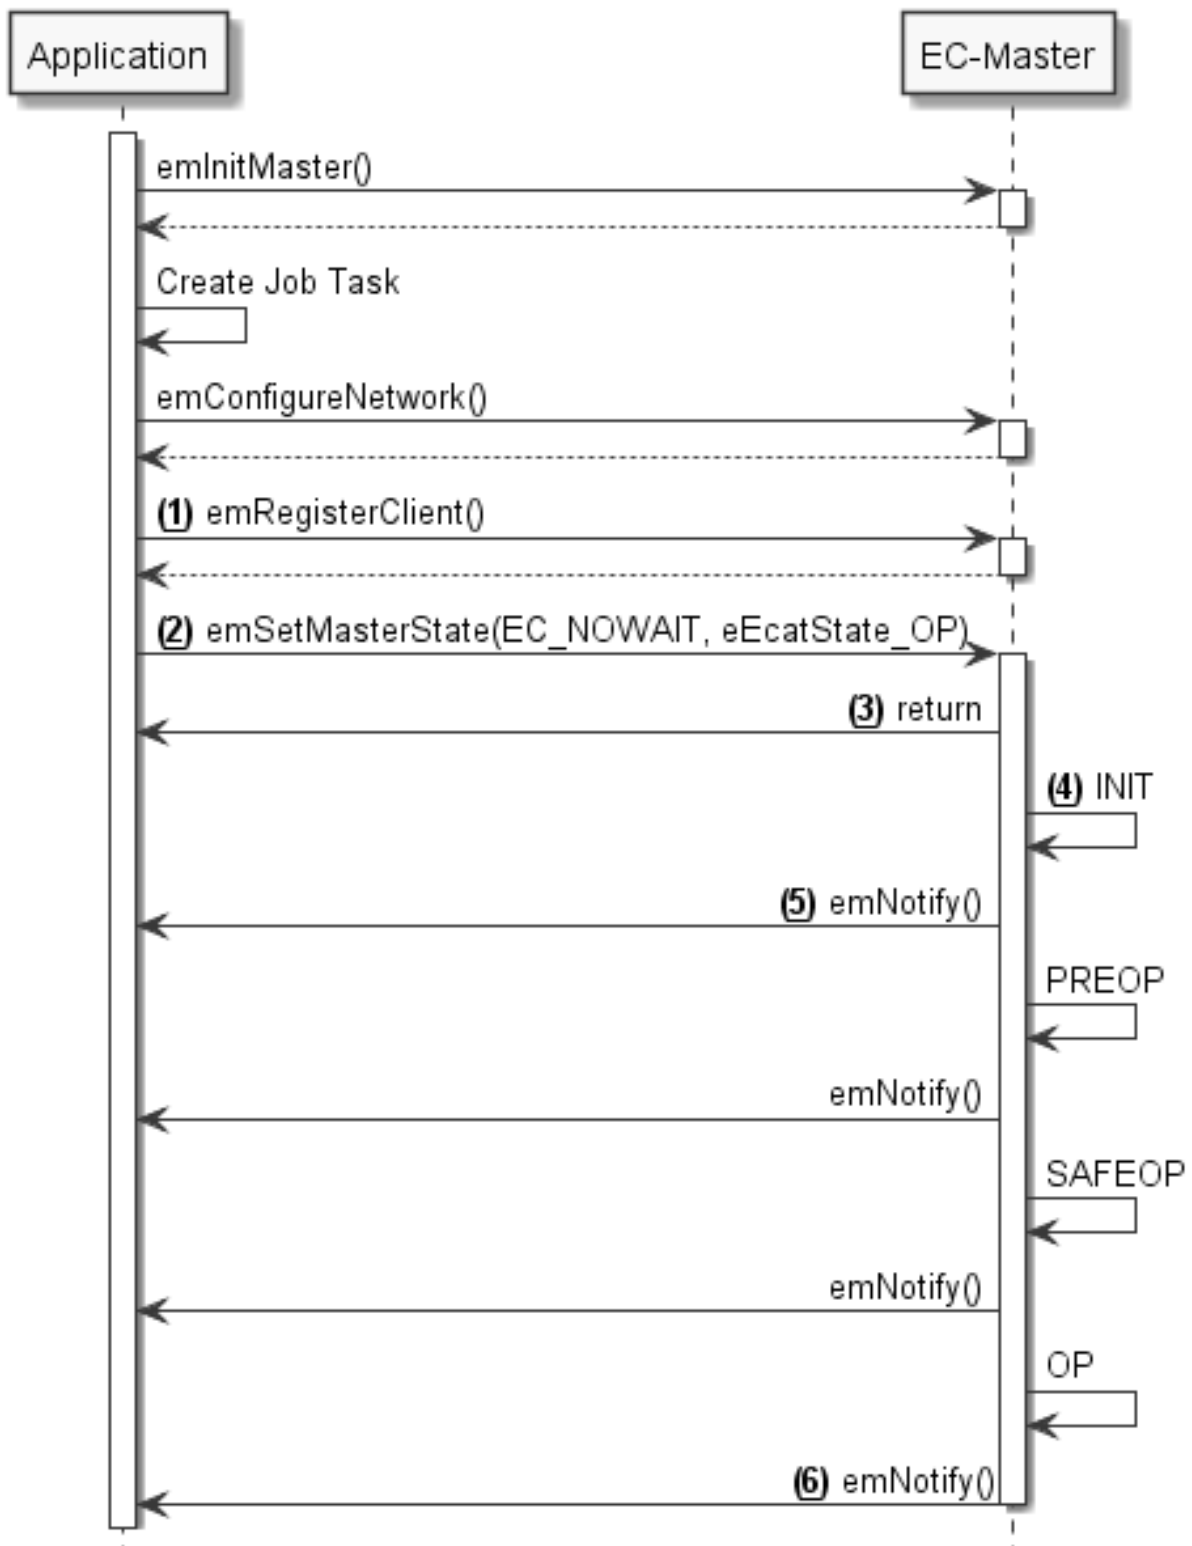 Application
EC-Master
emInitMaster()
Create Job Task
emConfigureNetwork()
(1) emRegisterClient()
(2) emSetMasterState(EC_NOWAIT, eEcatState_OP)
(3) return
(4) INIT
(5) emNotify()
PREOP
emNotify()
SAFEOP
emNotify()
OP
(6) emNotify()